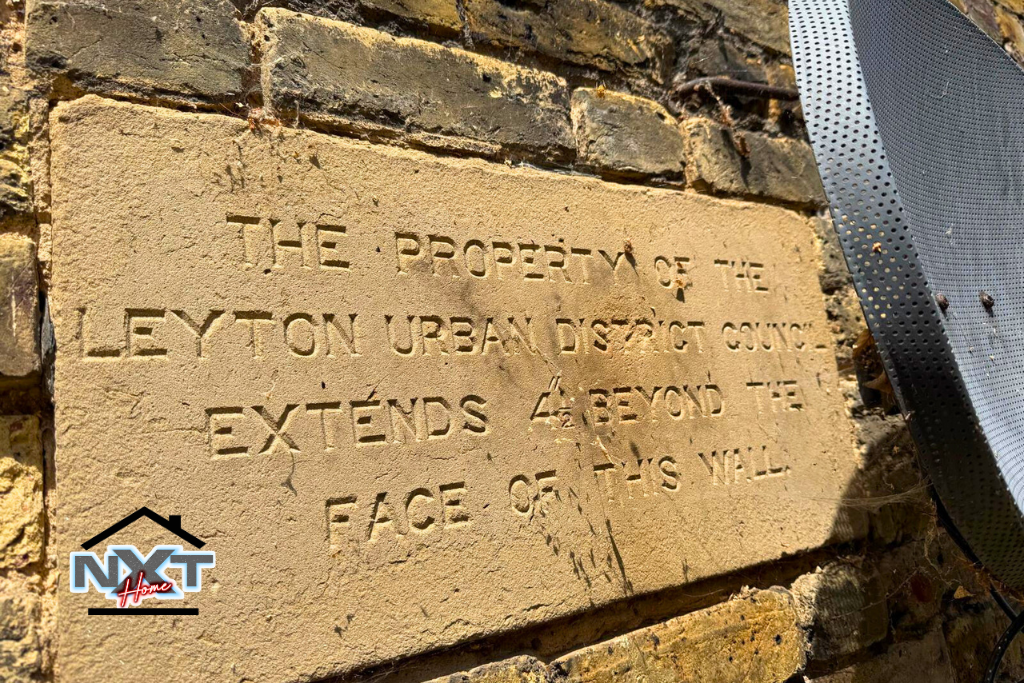 THE PROPERTY OF THE
LEYTON URBAN DISTRICT COUNCIL
EXTENDS 4½" BEYOND THE
FACE OF THIS WALL.
NXT
Home